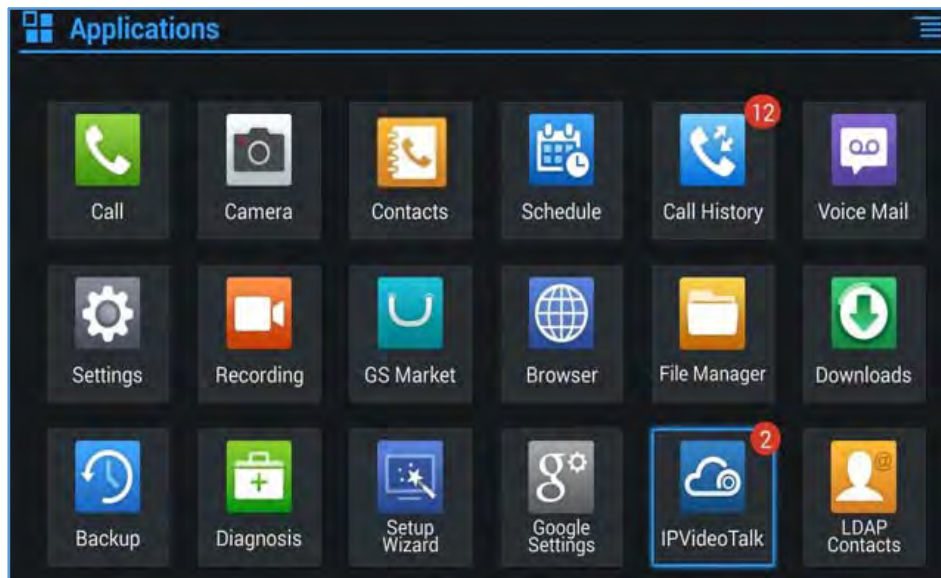 Applications
12
Call
Camera
Contacts
Schedule
Call History
Voice Mail
Settings
Recording
GS Market
Browser
File Manager
Downloads
2
Backup
Diagnosis
Setup
Wizard
g
Google
Settings
IPVideoTalk
@
LDAP
Contacts